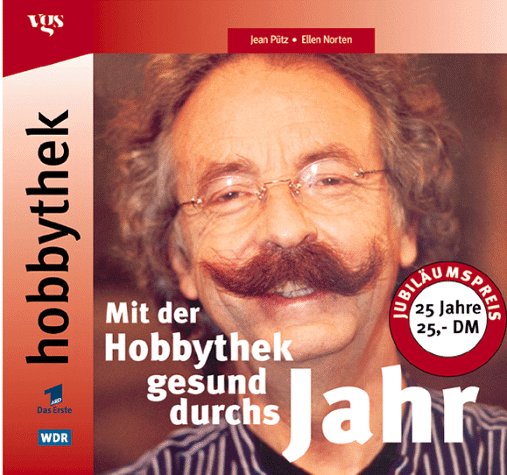 vgs
Jean Pütz • Ellen Norten
hobbythek
Mit der
Hobbythek
gesund
durchs
Jahr
JUBILÄUMSPREIS
25 Jahre
25,- DM
ARD
Das Erste
WDR